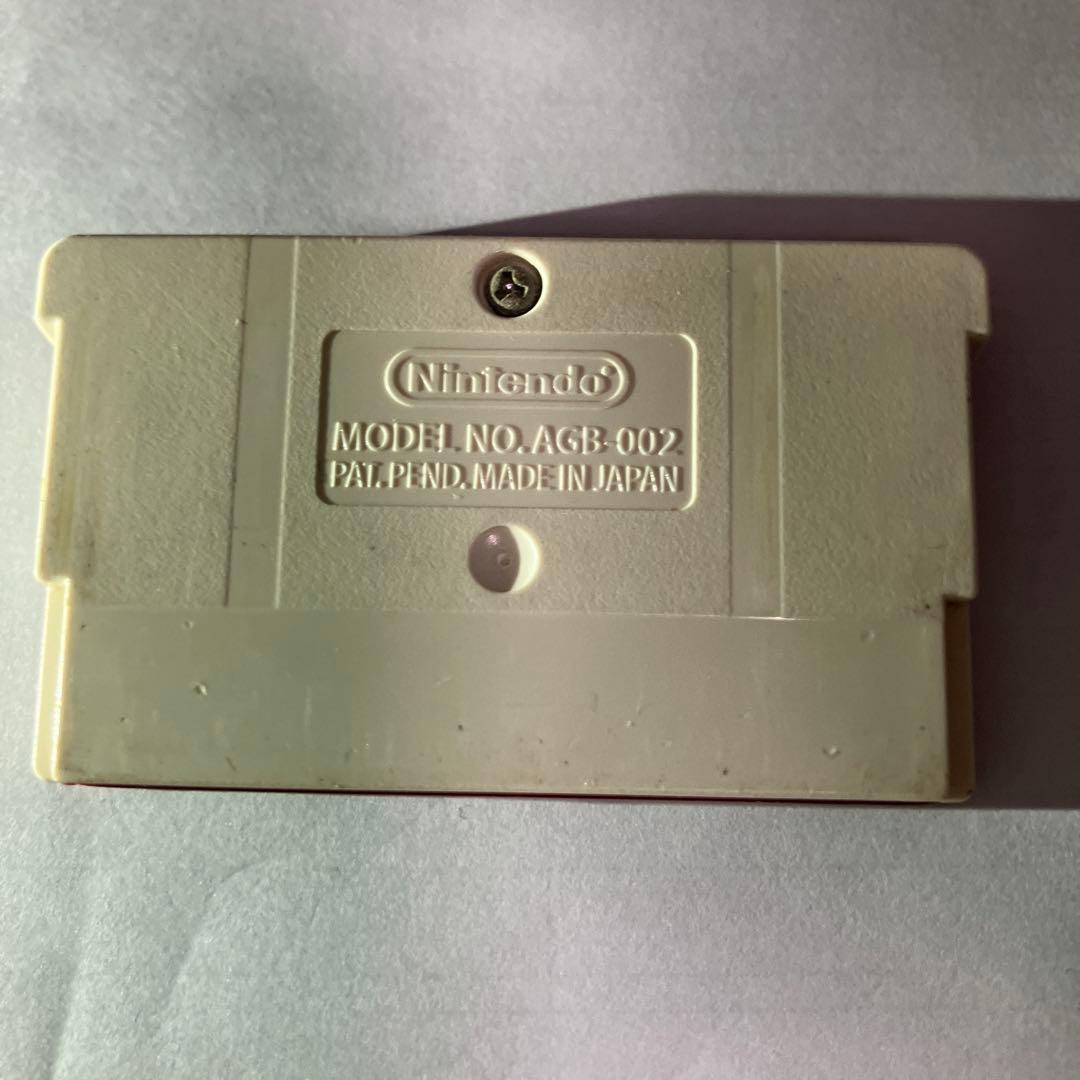 Nintendo
MODEL NO. AGB-002
PAT. PEND. MADE IN JAPAN